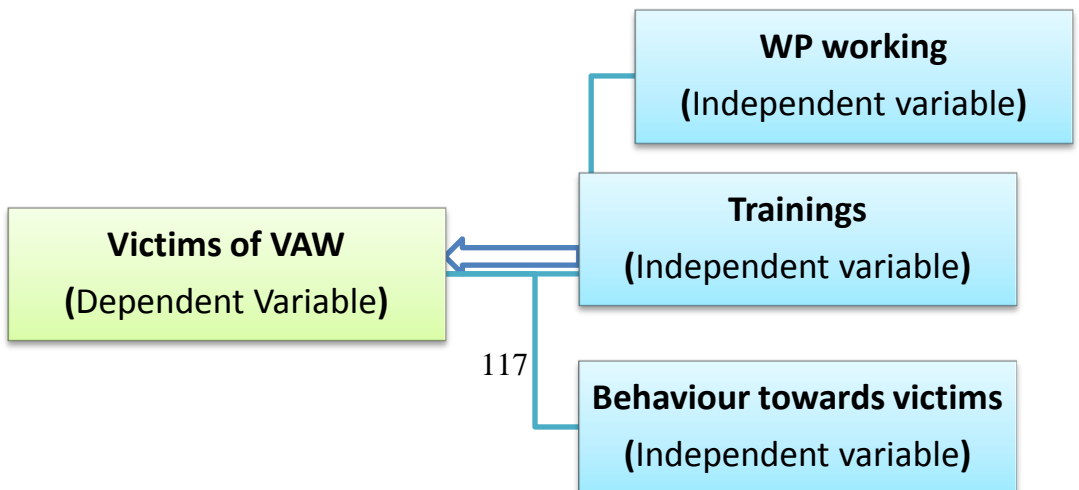 WP working
(Independent variable)
Trainings
(Independent variable)
Victims of VAW
(Dependent Variable)
117
Behaviour towards victims
(Independent variable)